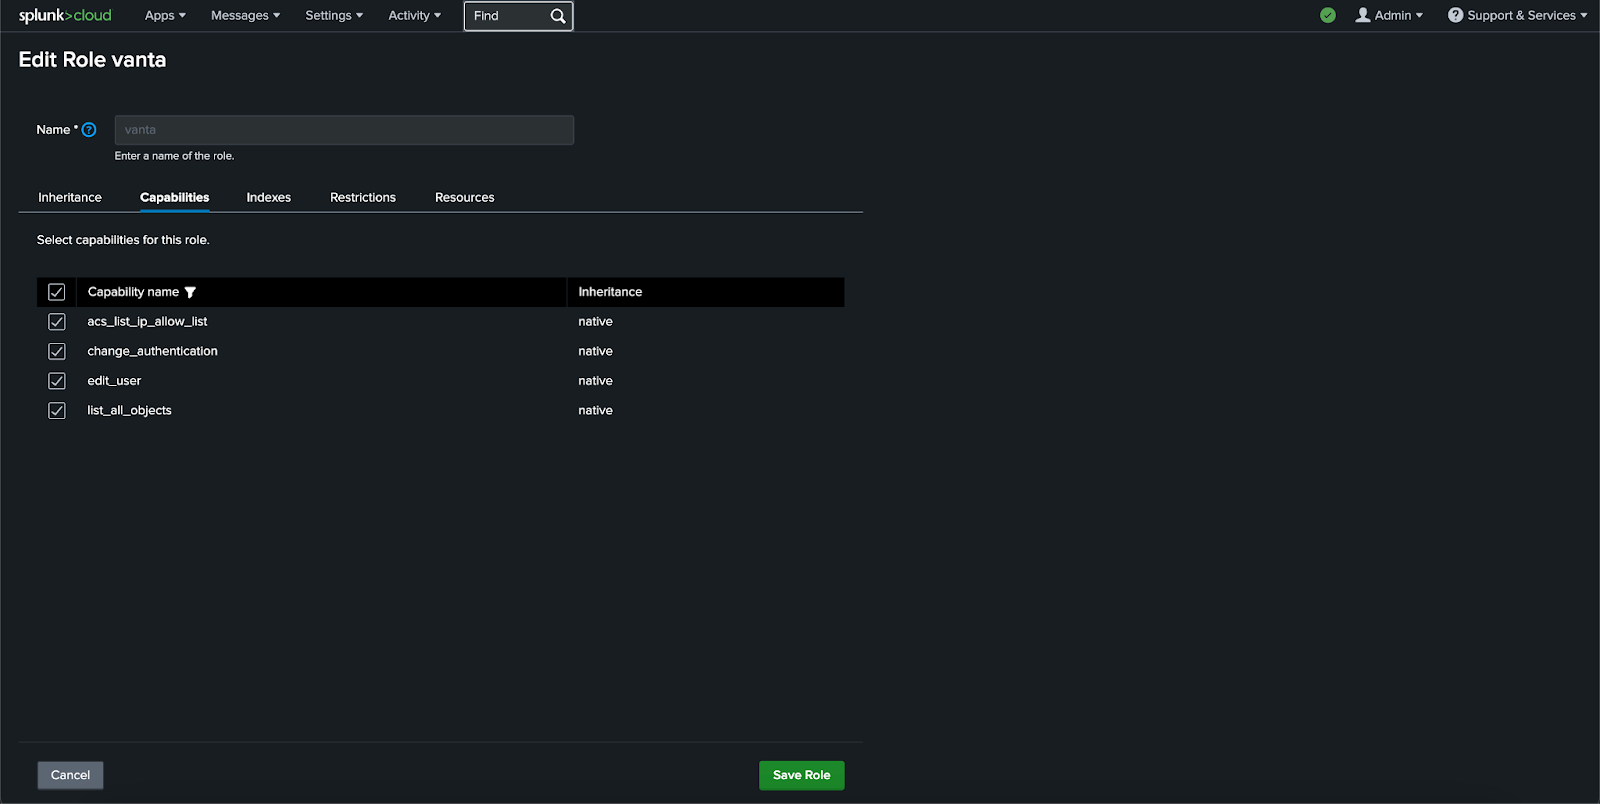 splunk>cloud Apps Messages Settings Activity Find Admin ? Support & Services
Edit Role vanta
Name * ? vanta
Enter a name of the role.
Inheritance Capabilities Indexes Restrictions Resources
Select capabilities for this role.
Capability name Inheritance
acs_list_ip_allow_list native
change_authentication native
edit_user native
list_all_objects native
Cancel Save Role